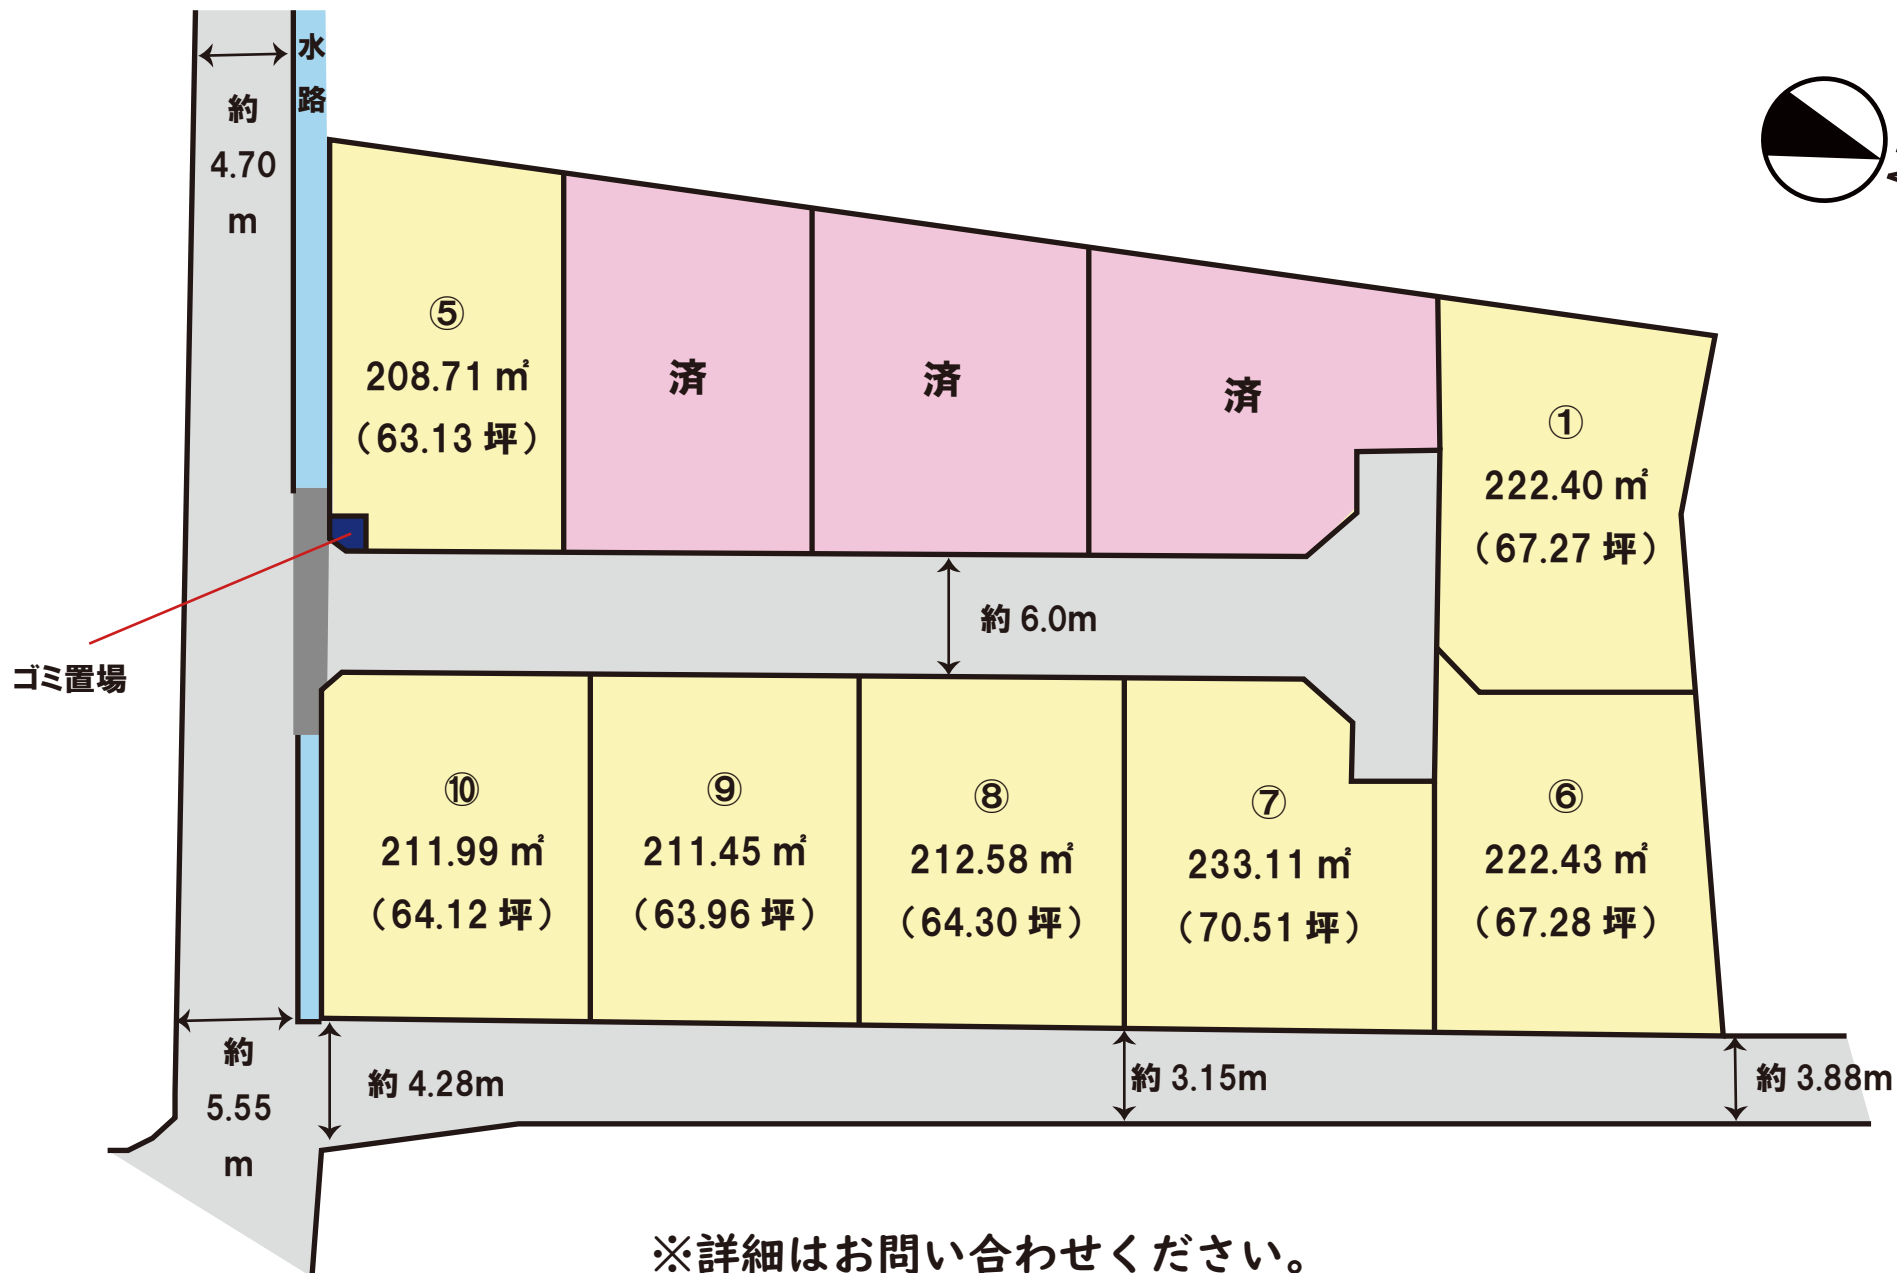 水
路
約
4.70
m
⑤
208.71 ㎡
（63.13 坪）
済
済
済
①
222.40 ㎡
（67.27 坪）
約 6.0m
ゴミ置場
⑩
211.99 ㎡
（64.12 坪）
⑨
211.45 ㎡
（63.96 坪）
⑧
212.58 ㎡
（64.30 坪）
⑦
233.11 ㎡
（70.51 坪）
⑥
222.43 ㎡
（67.28 坪）
約
5.55
m
約 4.28m
約 3.15m
約 3.88m
※詳細はお問い合わせください。